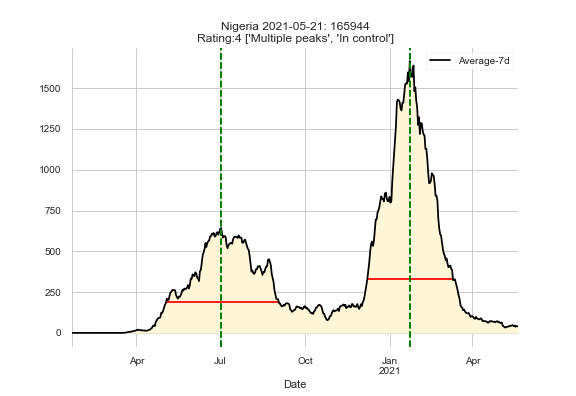 Nigeria 2021-05-21: 165944
Rating:4 ['Multiple peaks', 'In control']
Average-7d
1500
1250
1000
750
500
250
0
Apr
Jul
Oct
Jan
2021
Apr
Date